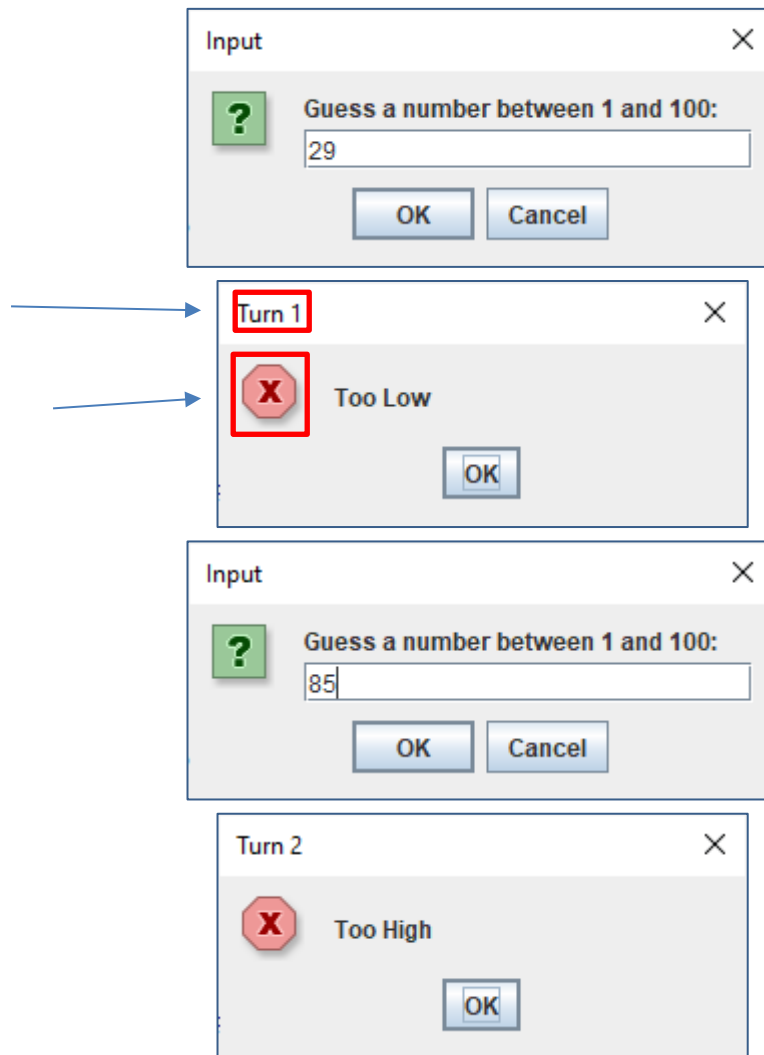 Input
?
Guess a number between 1 and 100:
29
OK Cancel
Turn 1
X
Too Low
OK
Input
?
Guess a number between 1 and 100:
85
OK Cancel
Turn 2
X
Too High
OK